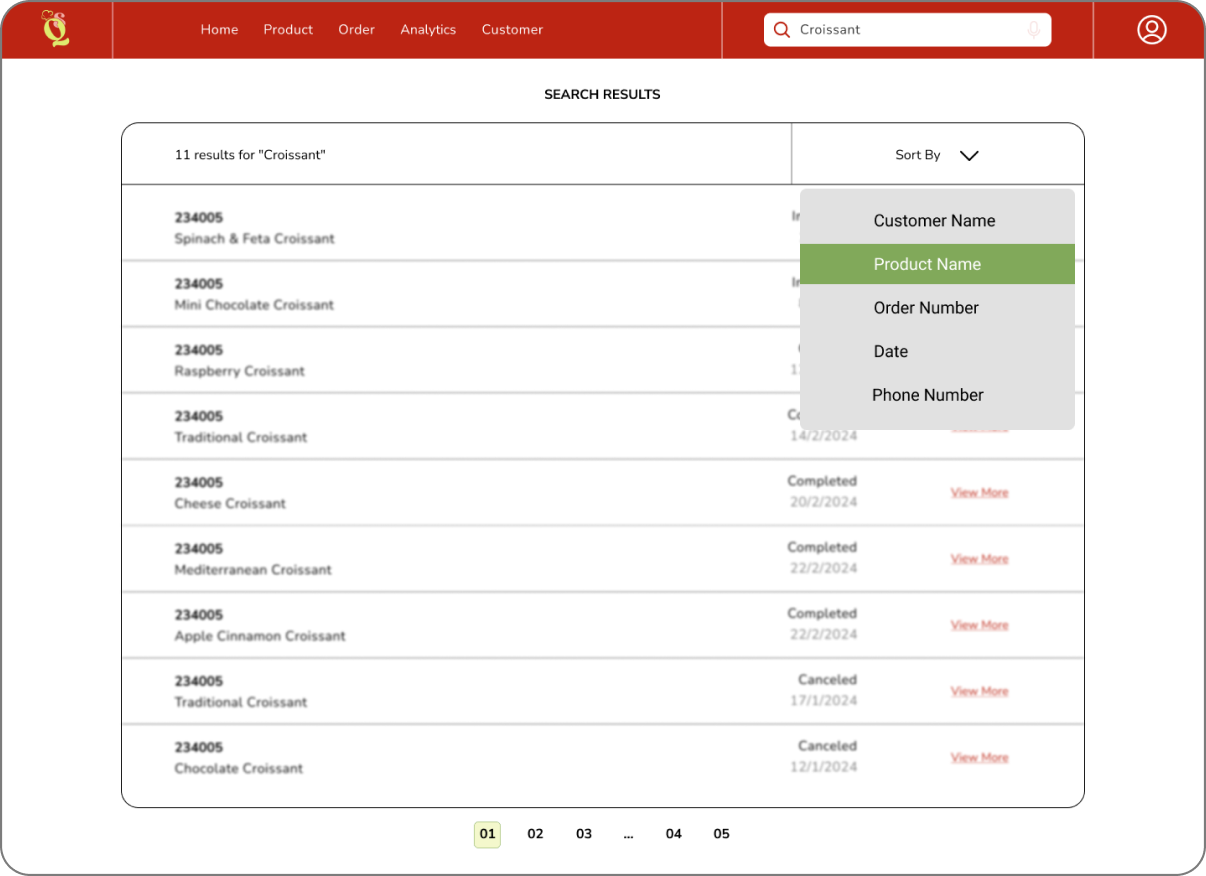 Home Product Order Analytics Customer Croissant
SEARCH RESULTS
11 results for "Croissant" Sort By
Customer Name
Product Name
Order Number
Date
Phone Number
234005
Spinach & Feta Croissant
234005
Mini Chocolate Croissant
234005
Raspberry Croissant
234005
Traditional Croissant
14/2/2024
234005 Completed
Cheese Croissant 20/2/2024
View More
234005 Completed
Mediterranean Croissant 22/2/2024
View More
234005 Completed
Apple Cinnamon Croissant 22/2/2024
View More
234005 Canceled
Traditional Croissant 17/1/2024
View More
234005 Canceled
Chocolate Croissant 12/1/2024
View More
01 02 03 ... 04 05